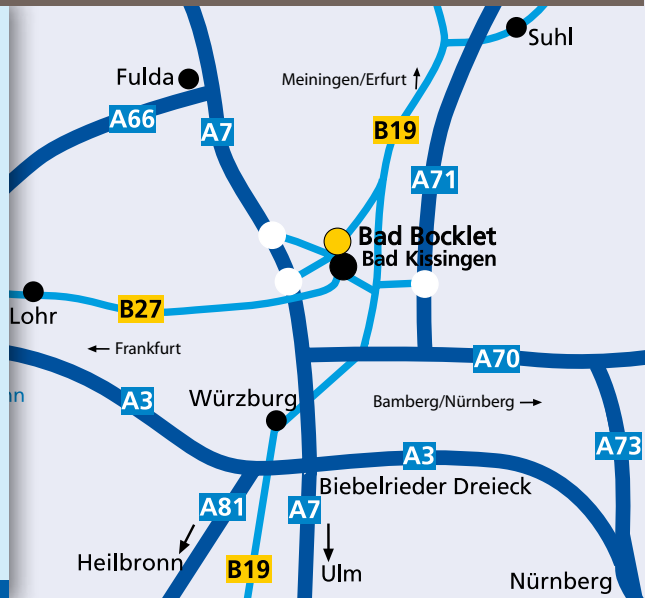 Suhl
Fulda
Meiningen/Erfurt
A66
A7
B19
A71
Bad Bocklet
Bad Kissingen
B27
Lohr
Frankfurt
A70
nn
A3
Würzburg
Bamberg/Nürnberg
A73
A3
Biebelrieder Dreieck
A81
A7
Heilbronn
B19
Ulm
Nürnberg